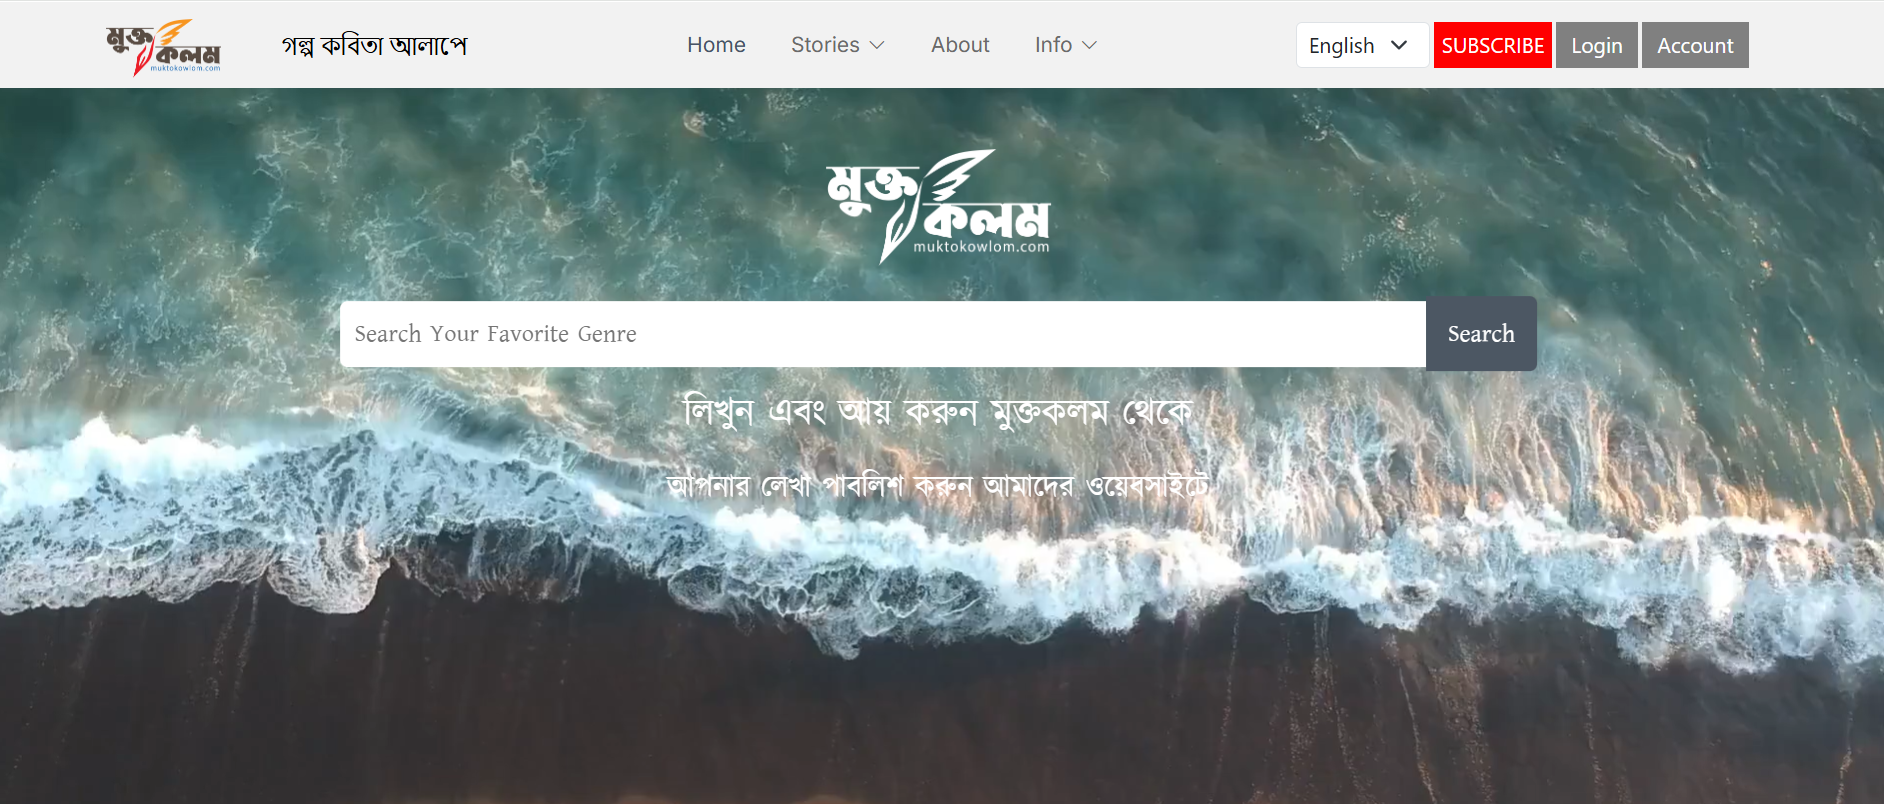 মুক্ত
কলম
muktokowlom.com
গল্প কবিতা আলাপে
Home Stories About Info
English SUBSCRIBE Login Account
মুক্ত
কলম
muktokowlom.com
Search Your Favorite Genre Search
লিখুন এবং আয় করুন মুক্তকলম থেকে
আপনার লেখা পাবলিশ করুন আমাদের ওয়েবসাইটে